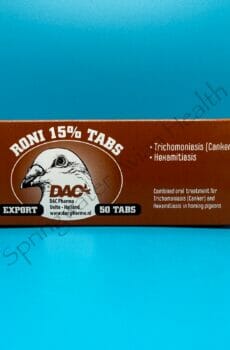 RONI 15% TABS
DAC
DAC Pharma
Venlo - Holland
www.dacpharma.nl
EXPORT
50 TABS
• Trichomoniasis (Canker)
• Hexamitiasis
Combined oral treatment for
Trichomoniasis (Canker) and
Hexamitiasis in homing pigeons